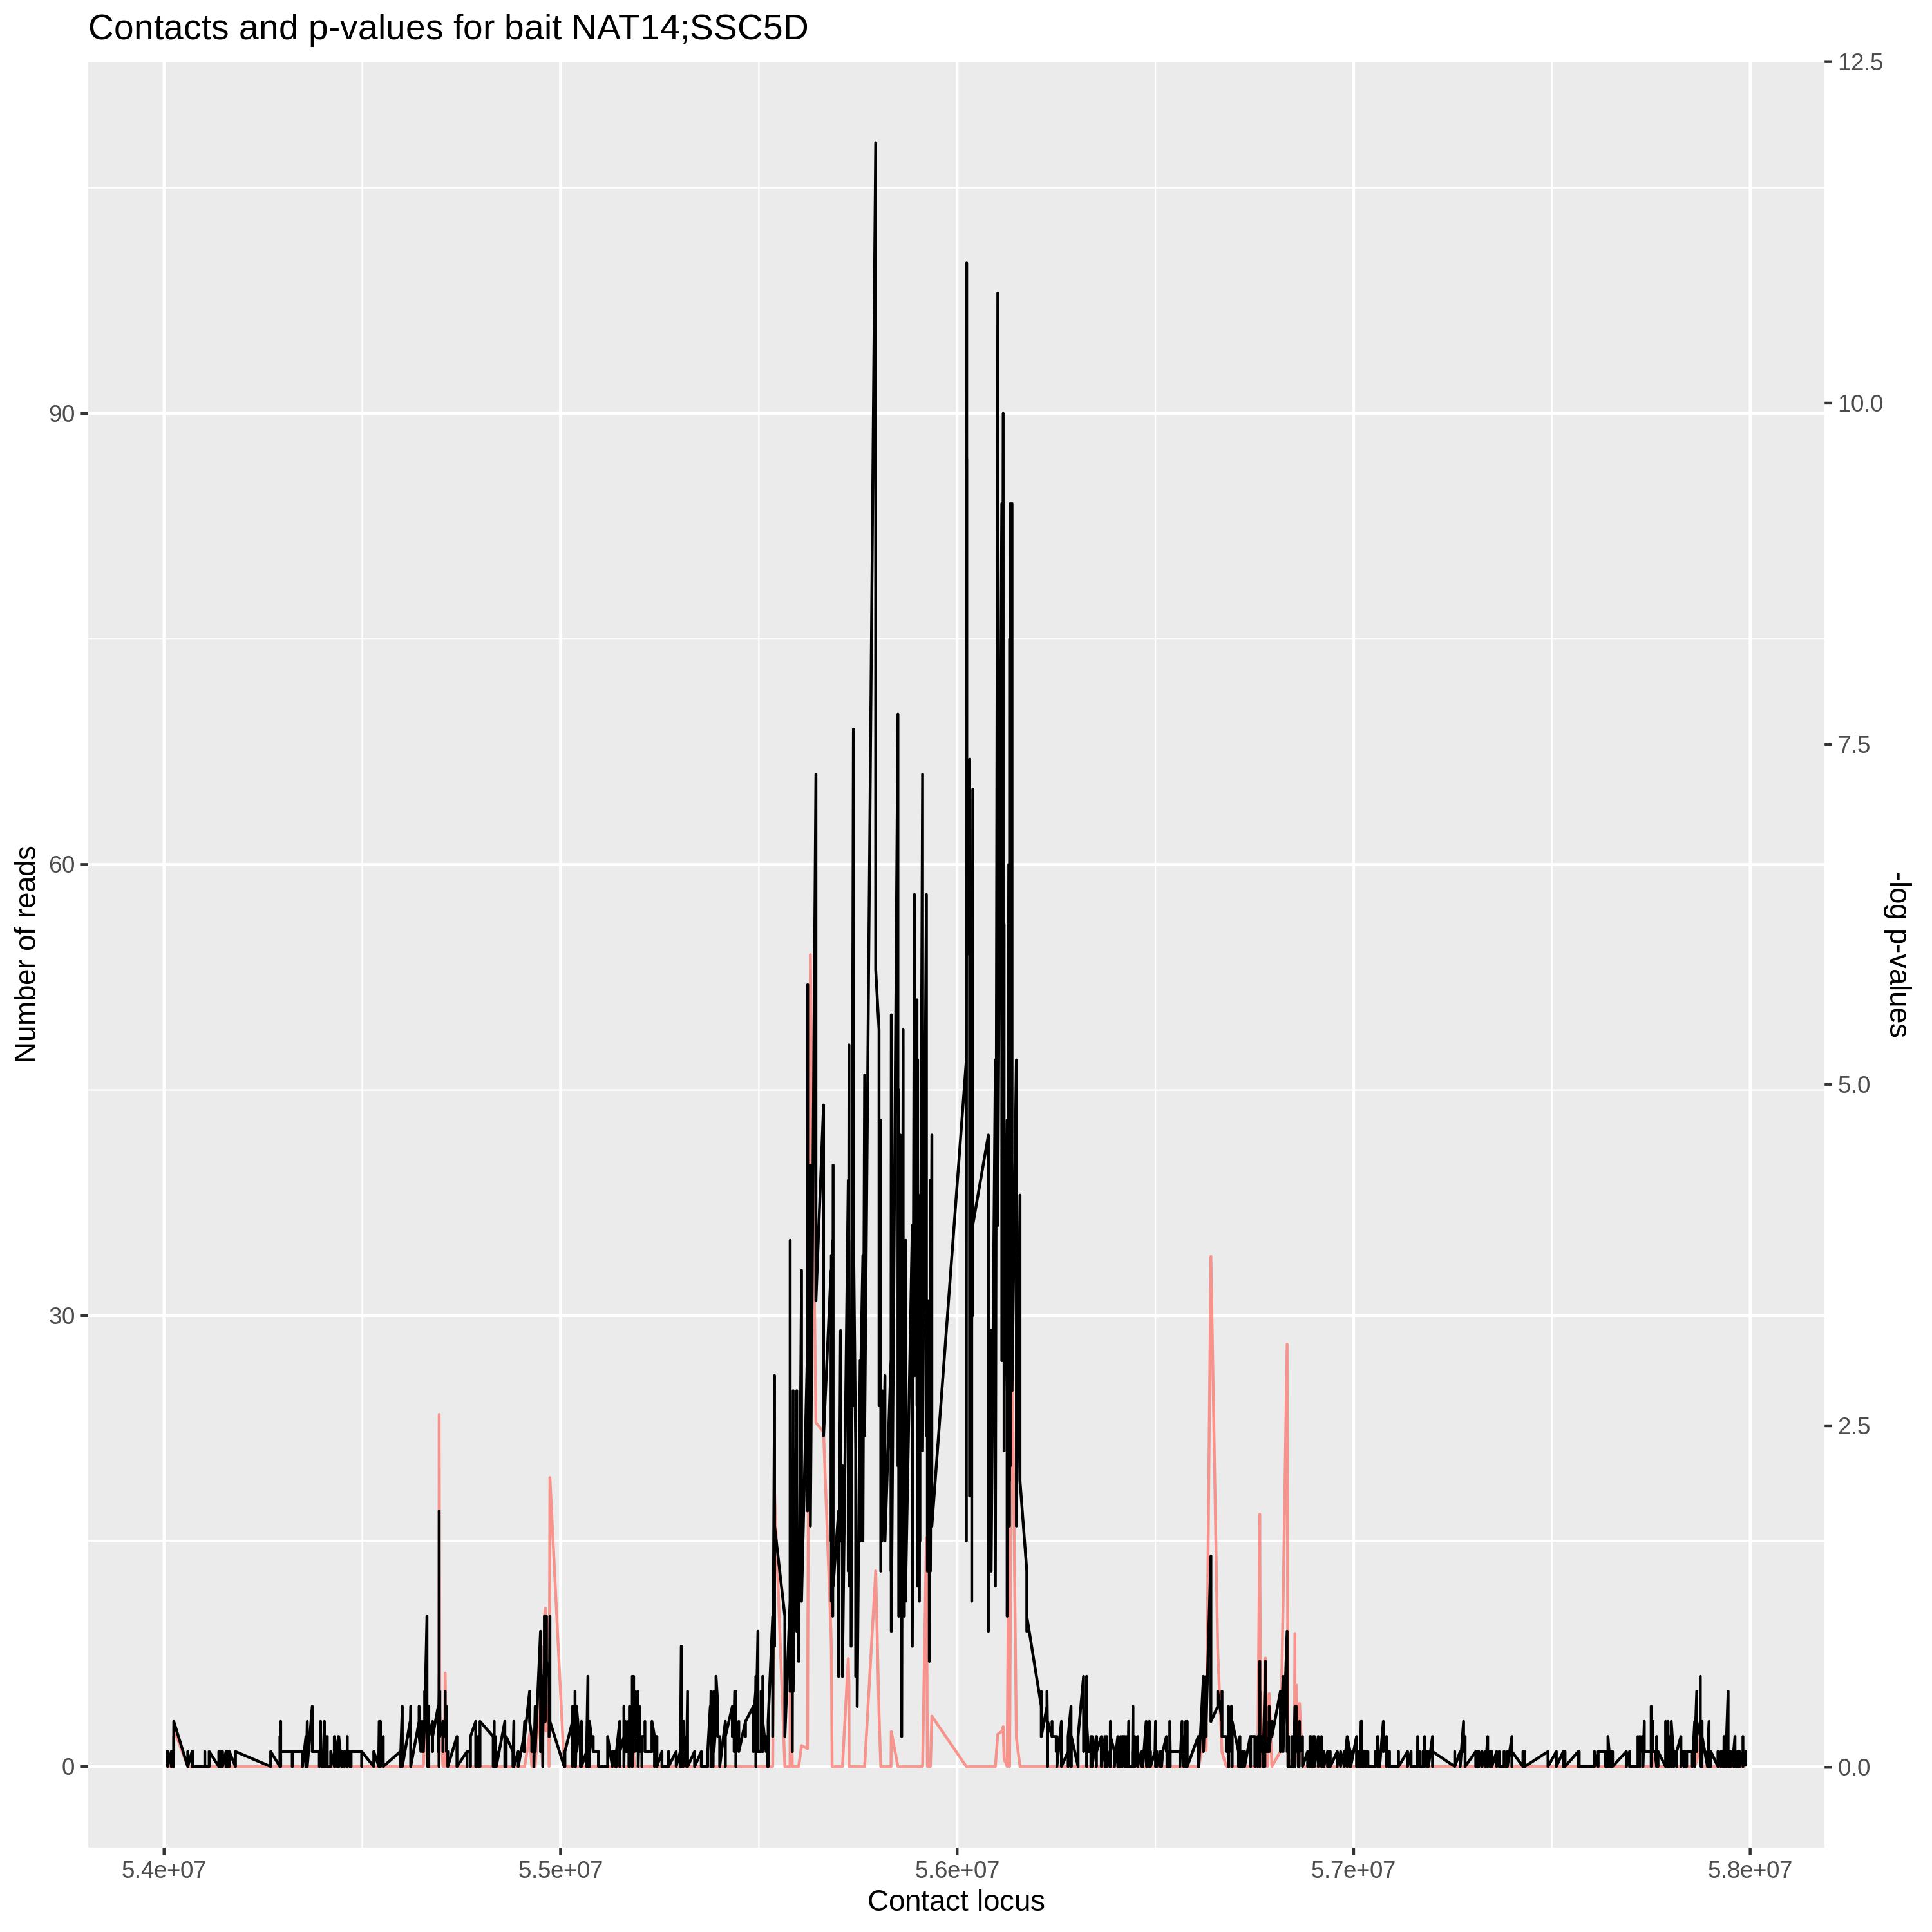 Contacts and p-values for bait NAT14;SSC5D
12.5
10.0
7.5
5.0
2.5
0.0
90
60
30
0
Number of reads
-log p-values
5.4e+07 5.5e+07 5.6e+07 5.7e+07 5.8e+07
Contact locus